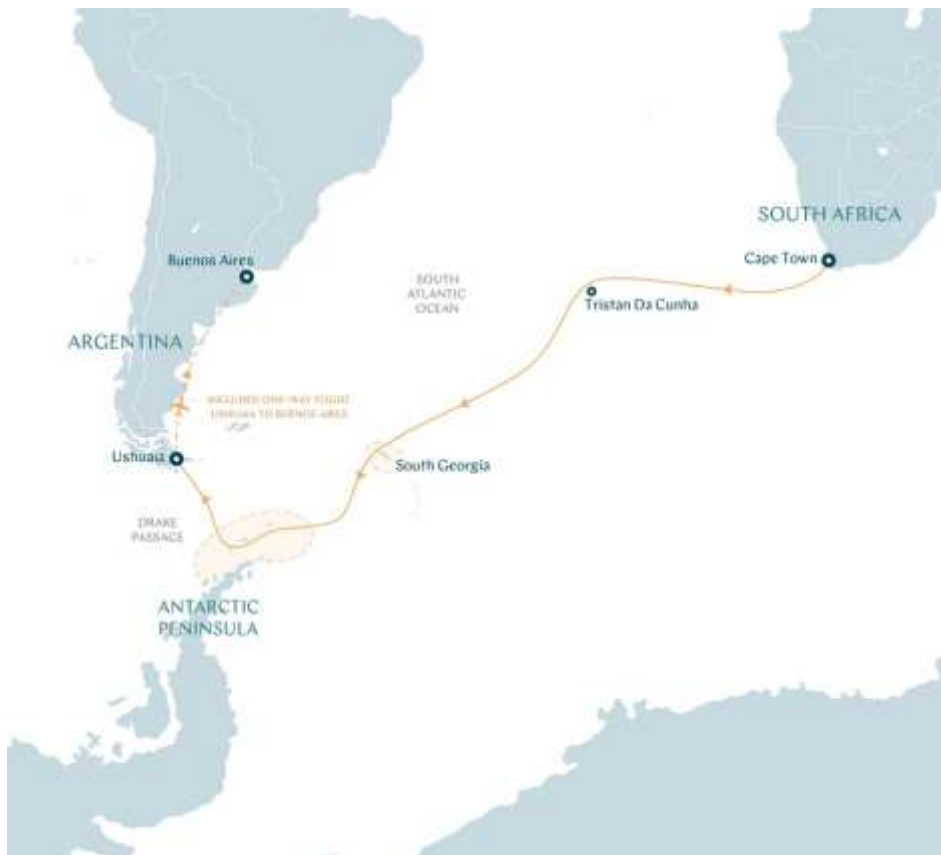 SOUTH AFRICA
Cape Town
Buenos Aires
SOUTH
ATLANTIC
OCEAN
Tristan Da Cunha
ARGENTINA
INCLUDED ONE-WAY FLIGHT
USHUAIA TO BUENOS AIRES
Ushuaia
South Georgia
DRAKE
PASSAGE
ANTARCTIC
PENINSULA